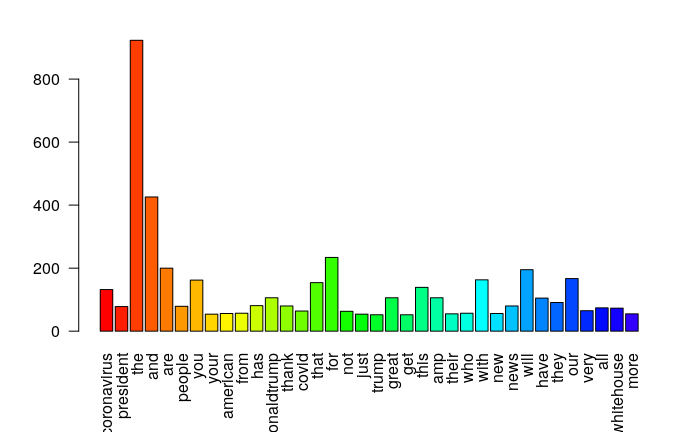 800
600
400
200
0
coronavirus
president
the
and
are
people
you
your
american
from
has
onaldtrump
thank
covid
that
for
not
just
trump
great
get
this
amp
their
who
with
new
news
will
have
they
our
very
all
whitehouse
more